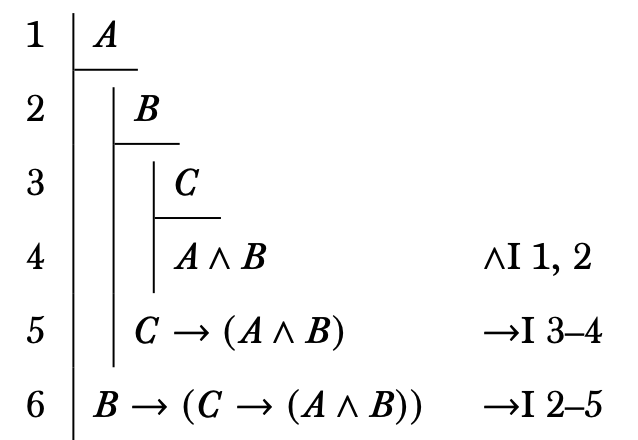 1 A
2 B
3 C
4 A ∧ B ∧I 1, 2
5 C → (A ∧ B) →I 3–4
6 B → (C → (A ∧ B)) →I 2–5